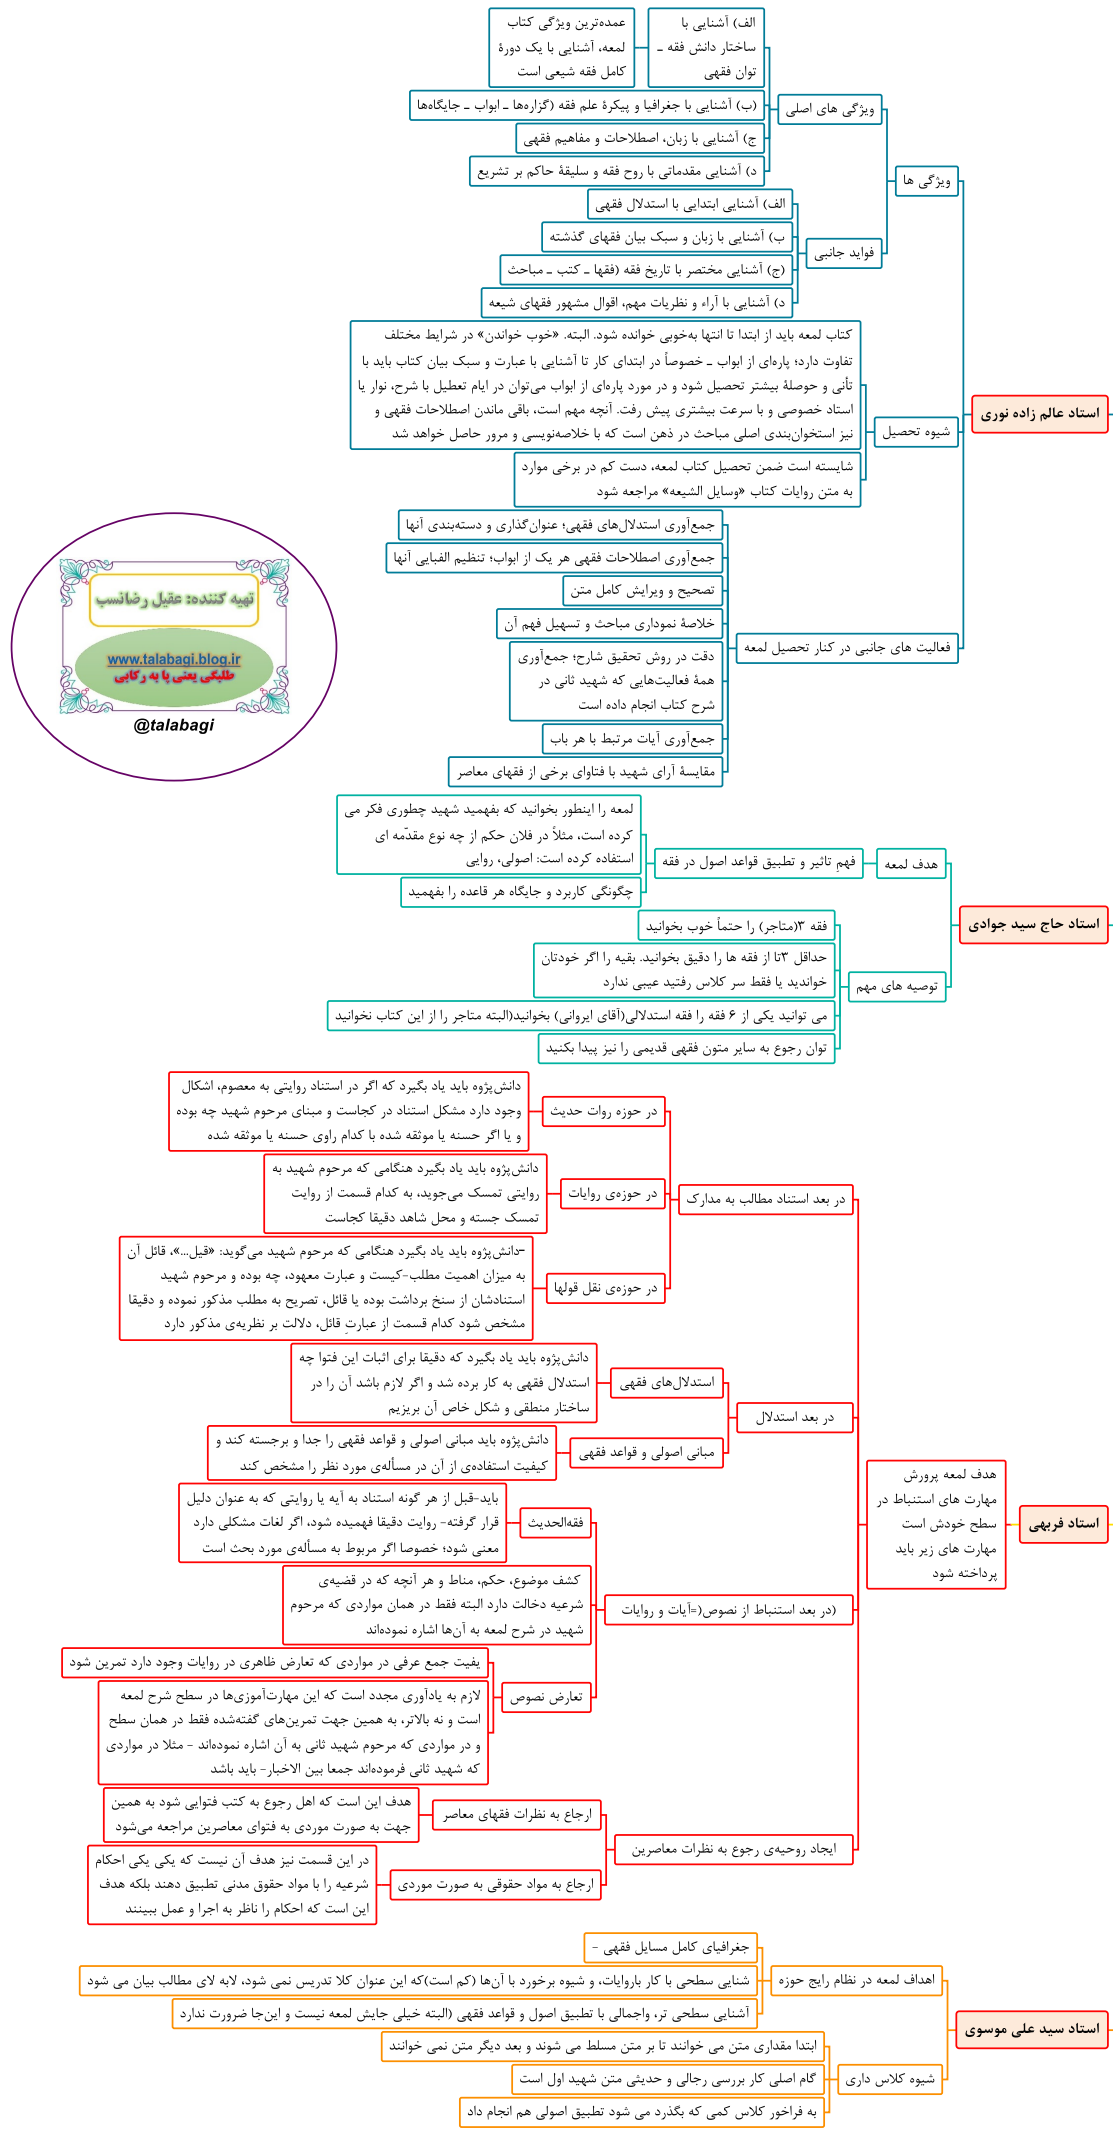 استاد عالم زاده نوری
ویژگی ها
ویژگی های اصلی
الف) آشنایی با
ساختار دانش فقه ـ
توان فقهی
عمده‌ترین ویژگی کتاب
لمعه، آشنایی با یک دورهٔ
کامل فقه شیعی است
(ب) آشنایی با جغرافیا و پیکرهٔ علم فقه (گزاره‌ها ـ ابواب ـ جایگاه‌ها
ج) آشنایی با زبان، اصطلاحات و مفاهیم فقهی
د) آشنایی مقدماتی با روح فقه و سلیقهٔ حاکم بر تشریع
فواید جانبی
الف) آشنایی ابتدایی با استدلال فقهی
ب) آشنایی با زبان و سبک بیان فقهای گذشته
(ج) آشنایی مختصر با تاریخ فقه (فقها ـ کتب ـ مباحث
د) آشنایی با آراء و نظریات مهم، اقوال مشهور فقهای شیعه
شیوه تحصیل
کتاب لمعه باید از ابتدا تا انتها به‌خوبی خوانده شود. البته. «خوب خواندن» در شرایط مختلف
تفاوت دارد؛ پاره‌ای از ابواب ـ خصوصاً در ابتدای کار تا آشنایی با عبارت و سبک بیان کتاب باید با
تأنی و حوصلهٔ بیشتر تحصیل شود و در مورد پاره‌ای از ابواب می‌توان در ایام تعطیل با شرح، نوار یا
استاد خصوصی و با سرعت بیشتری پیش رفت. آنچه مهم است، باقی ماندن اصطلاحات فقهی و
نیز استخوان‌بندی اصلی مباحث در ذهن است که با خلاصه‌نویسی و مرور حاصل خواهد شد
شایسته است ضمن تحصیل کتاب لمعه، دست کم در برخی موارد
به متن روایات کتاب «وسایل الشیعه» مراجعه شود
فعالیت های جانبی در کنار تحصیل لمعه
جمع‌آوری استدلال‌های فقهی؛ عنوان‌گذاری و دسته‌بندی آنها
جمع‌آوری اصطلاحات فقهی هر یک از ابواب؛ تنظیم الفبایی آنها
تصحیح و ویرایش کامل متن
خلاصهٔ نموداری مباحث و تسهیل فهم آن
دقت در روش تحقیق شارح؛ جمع‌آوری
همهٔ فعالیت‌هایی که شهید ثانی در
شرح کتاب انجام داده است
جمع‌آوری آیات مرتبط با هر باب
مقایسهٔ آرای شهید با فتاوای برخی از فقهای معاصر
تهیه کننده: عقیل رضانسب
www.talabagi.blog.ir
طلبگی یعنی پا به رکابی
@talabagi
استاد حاج سید جوادی
هدف لمعه
فهمِ تاثیر و تطبیق قواعد اصول در فقه
لمعه را اینطور بخوانید که بفهمید شهید چطوری فکر می
کرده است، مثلاً در فلان حکم از چه نوع مقدّمه ای
استفاده کرده است: اصولی، روایی
چگونگی کاربرد و جایگاه هر قاعده را بفهمید
توصیه های مهم
فقه ۳(متاجر) را حتماً خوب بخوانید
حداقل ۳تا از فقه ها را دقیق بخوانید. بقیه را اگر خودتان
خواندید یا فقط سر کلاس رفتید عیبی ندارد
می توانید یکی از ۶ فقه را فقه استدلالی(آقای ایروانی) بخوانید(البته متاجر را از این کتاب نخوانید
توان رجوع به سایر متون فقهی قدیمی را نیز پیدا بکنید
استاد فربهی
هدف لمعه پرورش
مهارت های استنباط در
سطح خودش است
مهارت های زیر باید
پرداخته شود
در بعد استناد مطالب به مدارک
در حوزه روات حدیث
دانش‌پژوه باید یاد بگیرد که اگر در استناد روایتی به معصوم، اشکال
وجود دارد مشکل استناد در کجاست و مبنای مرحوم شهید چه بوده
و یا اگر حسنه یا موثقه شده با کدام راوی حسنه یا موثقه شده
در حوزه‌ی روایات
دانش‌پژوه باید یاد بگیرد هنگامی که مرحوم شهید به
روایتی تمسک می‌جوید، به کدام قسمت از روایت
تمسک جسته و محل شاهد دقیقا کجاست
در حوزه‌ی نقل قولها
-دانش‌پژوه باید یاد بگیرد هنگامی که مرحوم شهید می‌گوید: «قیل...»، قائل آن
به میزان اهمیت مطلب-کیست و عبارت معهود، چه بوده و مرحوم شهید
استنادشان از سنخ برداشت بوده یا قائل، تصریح به مطلب مذکور نموده و دقیقا
مشخص شود کدام قسمت از عبارتِ قائل، دلالت بر نظریه‌ی مذکور دارد
در بعد استدلال
استدلال‌های فقهی
دانش‌پژوه باید یاد بگیرد که دقیقا برای اثبات این فتوا چه
استدلال فقهی به کار برده شد و اگر لازم باشد آن را در
ساختار منطقی و شکل خاص آن بریزیم
مبانی اصولی و قواعد فقهی
دانش‌پژوه باید مبانی اصولی و قواعد فقهی را جدا و برجسته کند و
کیفیت استفاده‌ی از آن در مسأله‌ی مورد نظر را مشخص کند
(در بعد استنباط از نصوص(=آیات و روایات
فقه‌الحدیث
باید-قبل از هر گونه استناد به آیه یا روایتی که به عنوان دلیل
قرار گرفته- روایت دقیقا فهمیده شود، اگر لغات مشکلی دارد
معنی شود؛ خصوصا اگر مربوط به مسأله‌ی مورد بحث است
کشف موضوع، حکم، مناط و هر آنچه که در قضیه‌ی
شرعیه دخالت دارد البته فقط در همان مواردی که مرحوم
شهید در شرح لمعه به آن‌ها اشاره نموده‌اند
تعارض نصوص
یفیت جمع عرفی در مواردی که تعارض ظاهری در روایات وجود دارد تمرین شود
لازم به یادآوری مجدد است که این مهارت‌آموزی‌ها در سطح شرح لمعه
است و نه بالاتر، به همین جهت تمرین‌های گفته‌شده فقط در همان سطح
و در مواردی که مرحوم شهید ثانی به آن اشاره نموده‌اند - مثلا در مواردی
که شهید ثانی فرموده‌اند جمعا بین الاخبار- باید باشد
ایجاد روحیه‌ی رجوع به نظرات معاصرین
ارجاع به نظرات فقهای معاصر
هدف این است که اهل رجوع به کتب فتوایی شود به همین
جهت به صورت موردی به فتوای معاصرین مراجعه می‌شود
ارجاع به مواد حقوقی به صورت موردی
در این قسمت نیز هدف آن نیست که یکی یکی احکام
شرعیه را با مواد حقوق مدنی تطبیق دهند بلکه هدف
این است که احکام را ناظر به اجرا و عمل ببینند
استاد سید علی موسوی
اهداف لمعه در نظام رایج حوزه
جغرافیای کامل مسایل فقهی -
شنایی سطحی با کار باروایات، و شیوه برخورد با آن‌ها (کم است)که این عنوان کلا تدریس نمی شود، لابه لای مطالب بیان می شود
آشنایی سطحی تر، واجمالی با تطبیق اصول و قواعد فقهی (البته خیلی جایش لمعه نیست و این‌جا ضرورت ندارد
شیوه کلاس داری
ابتدا مقداری متن می خوانند تا بر متن مسلط می شوند و بعد دیگر متن نمی خوانند
گام اصلی کار بررسی رجالی و حدیثی متن شهید اول است
به فراخور کلاس کمی که بگذرد می شود تطبیق اصولی هم انجام داد